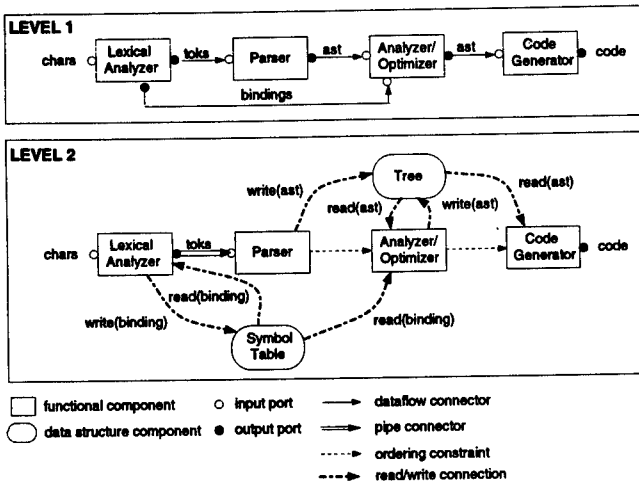 LEVEL 1
chars
Lexical
Analyzer
toks
Parser
ast
Analyzer/
Optimizer
ast
Code
Generator
code
bindings
LEVEL 2
Tree
write(ast)
read(ast)
write(ast)
read(ast)
chars
Lexical
Analyzer
toks
Parser
Analyzer/
Optimizer
Code
Generator
code
read(binding)
write(binding)
read(binding)
Symbol
Table
functional component
input port
dataflow connector
data structure component
output port
pipe connector
ordering constraint
read/write connection